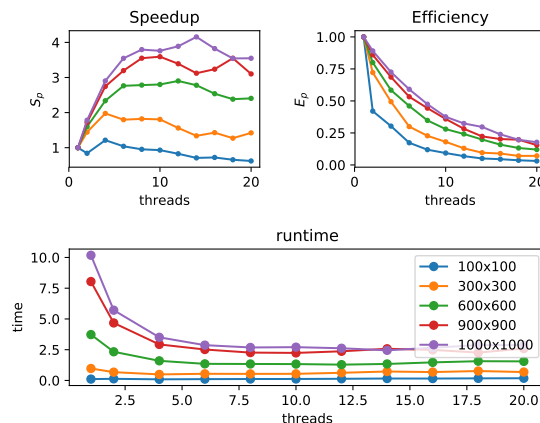 Speedup
Efficiency
4
3
2
1
S_p
0
10
20
threads
1.00
0.75
0.50
0.25
0.00
E_p
0
10
20
threads
runtime
10.0
7.5
5.0
2.5
0.0
time
100x100
300x300
600x600
900x900
1000x1000
2.5
5.0
7.5
10.0
12.5
15.0
17.5
20.0
threads